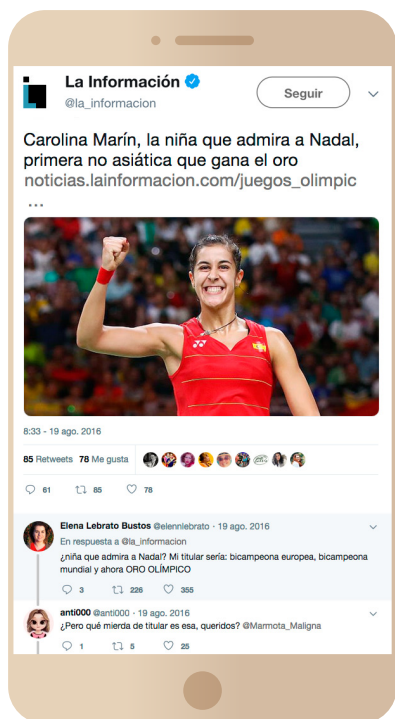 La Información
@la_informacion
Seguir
Carolina Marín, la niña que admira a Nadal,
primera no asiática que gana el oro
noticias.lainformacion.com/juegos_olimpic
...
8:33 - 19 ago. 2016
85 Retweets 78 Me gusta
61 85 78
Elena Lebrato Bustos @elennlebrato · 19 ago. 2016
En respuesta a @la_informacion
¿niña que admira a Nadal? Mi titular sería: bicampeona europea, bicampeona
mundial y ahora ORO OLÍMPICO
3 226 355
anti000 @anti000 · 19 ago. 2016
¿Pero qué mierda de titular es esa, queridos? @Marmota_Maligna
1 5 25